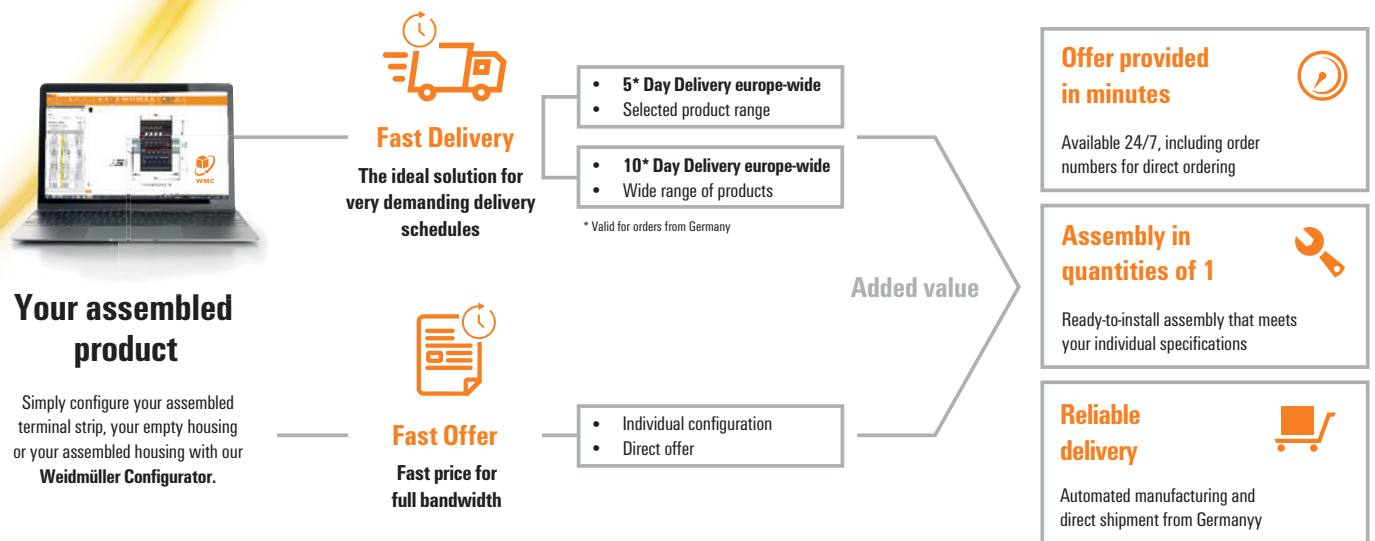 WMC
Your assembled
product
Simply configure your assembled
terminal strip, your empty housing
or your assembled housing with our
Weidmüller Configurator.
Fast Delivery
The ideal solution for
very demanding delivery
schedules
• 5* Day Delivery europe-wide
• Selected product range
• 10* Day Delivery europe-wide
• Wide range of products
* Valid for orders from Germany
Fast Offer
Fast price for
full bandwidth
• Individual configuration
• Direct offer
Added value
Offer provided
in minutes
Available 24/7, including order
numbers for direct ordering
Assembly in
quantities of 1
Ready-to-install assembly that meets
your individual specifications
Reliable
delivery
Automated manufacturing and
direct shipment from Germanyy